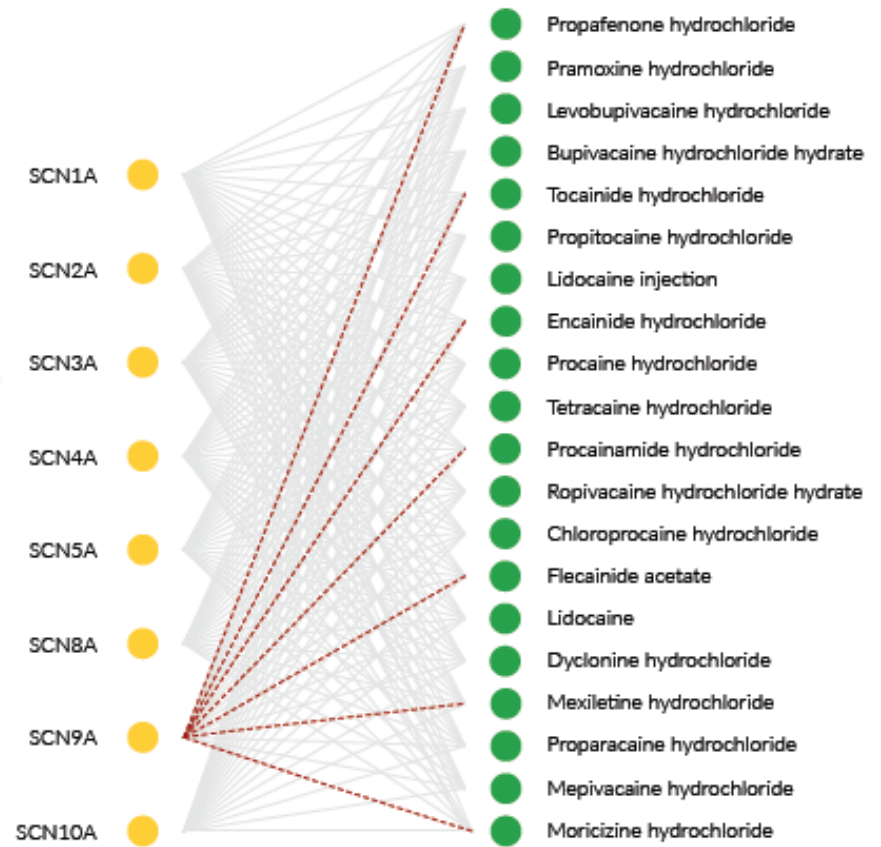 SCN1A
SCN2A
SCN3A
SCN4A
SCN5A
SCN8A
SCN9A
SCN10A
Propafenone hydrochloride
Pramoxine hydrochloride
Levobupivacaine hydrochloride
Bupivacaine hydrochloride hydrate
Tocainide hydrochloride
Propitocaine hydrochloride
Lidocaine injection
Encainide hydrochloride
Procaine hydrochloride
Tetracaine hydrochloride
Procainamide hydrochloride
Ropivacaine hydrochloride hydrate
Chloroprocaine hydrochloride
Flecainide acetate
Lidocaine
Dyclonine hydrochloride
Mexiletine hydrochloride
Proparacaine hydrochloride
Mepivacaine hydrochloride
Moricizine hydrochloride